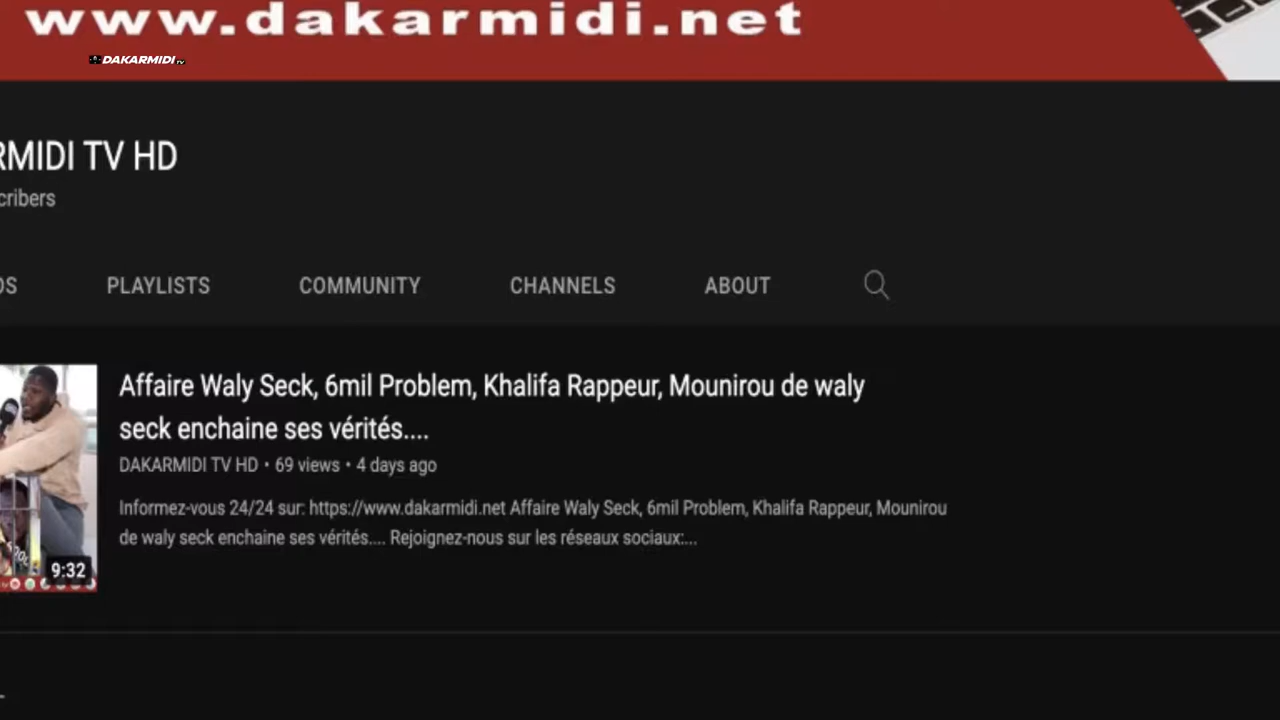 www.dakarmidi.net
DAKARMIDI TV
RMIDI TV HD
cribers
OS
PLAYLISTS
COMMUNITY
CHANNELS
ABOUT
Affaire Waly Seck, 6mil Problem, Khalifa Rappeur, Mounirou de waly
seck enchaine ses vérités....
DAKARMIDI TV HD • 69 views • 4 days ago
Informez-vous 24/24 sur: https://www.dakarmidi.net Affaire Waly Seck, 6mil Problem, Khalifa Rappeur, Mounirou
de waly seck enchaine ses vérités.... Rejoignez-nous sur les réseaux sociaux:...
9:32